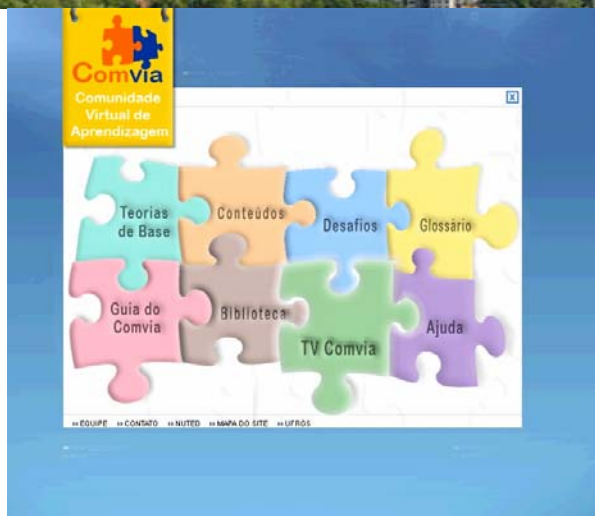 Comvia
Comunidade
Virtual de
Aprendizagem
X
Teorias
de Base
Conteúdos
Desafios
Glossário
Guia do
Comvia
Biblioteca
TV Comvia
Ajuda
›› EQUIPE ›› CONTATO ›› NUTED ›› MAPA DO SITE ›› UFRGS